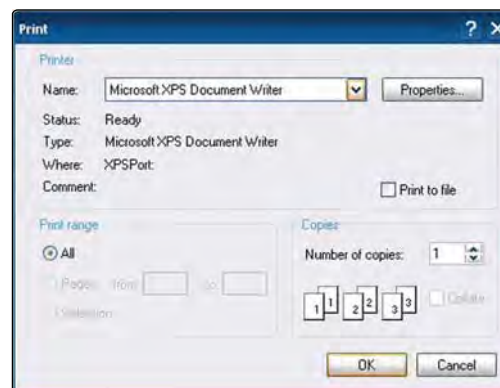 Print ? X
Printer
Name: Microsoft XPS Document Writer Properties...
Status: Ready
Type: Microsoft XPS Document Writer
Where: XPSPort:
Comment: Print to file
Print range
All
Pages from: to:
Selection
Copies
Number of copies: 1
1 1 2 2 3 3 Collate
OK Cancel